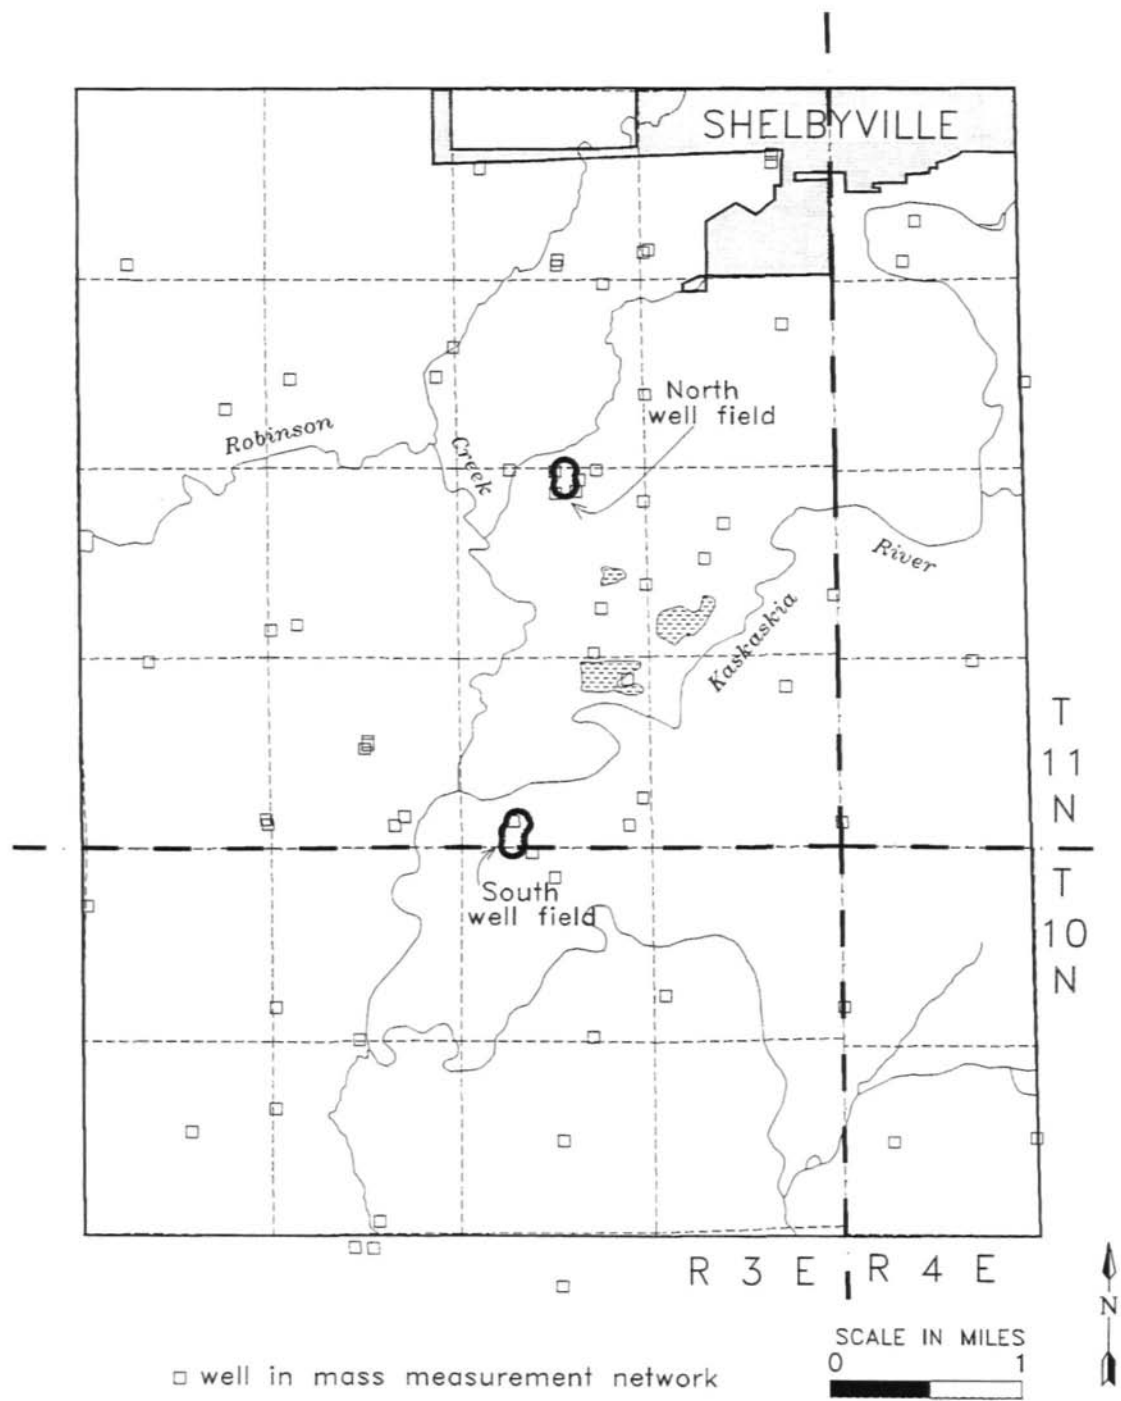 SHELBYVILLE
North
well field
Robinson
Creek
River
Kaskaskia
T
11
N
South
well field
T
10
N
R 3 E
R 4 E
N
SCALE IN MILES
0 1
well in mass measurement network